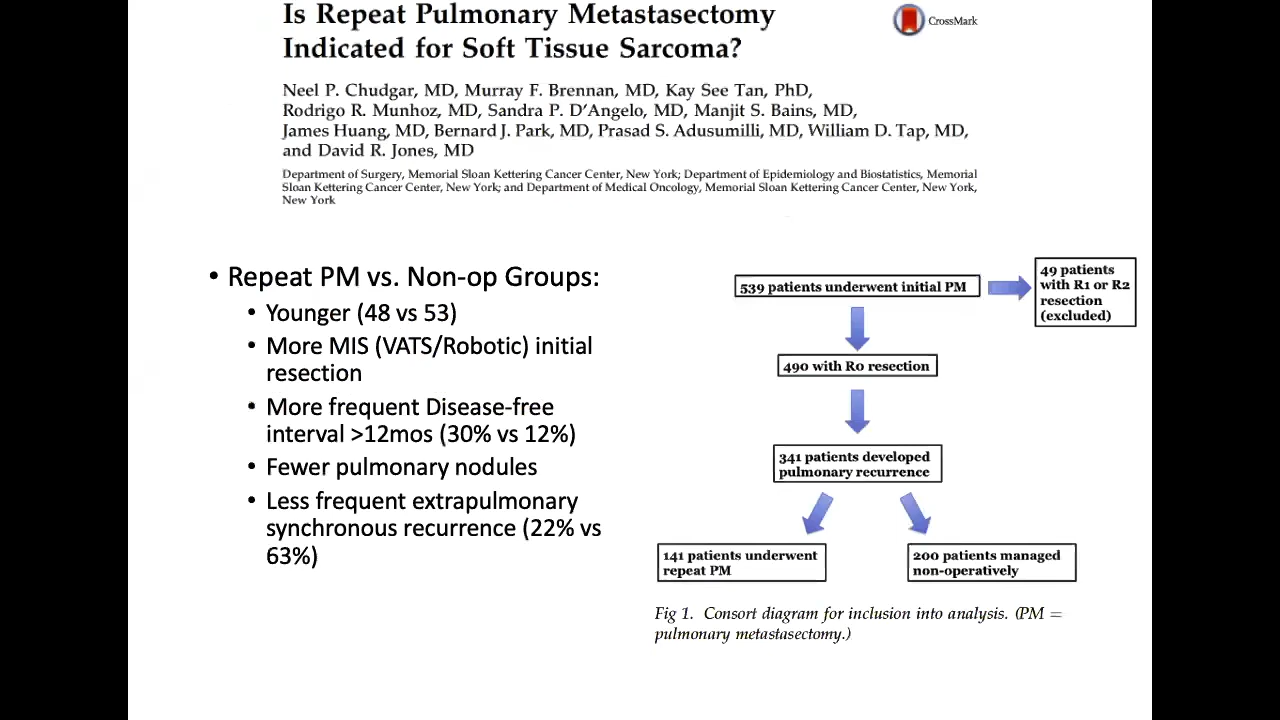 Is Repeat Pulmonary Metastasectomy
Indicated for Soft Tissue Sarcoma?
CrossMark
Neel P. Chudgar, MD, Murray F. Brennan, MD, Kay See Tan, PhD,
Rodrigo R. Munhoz, MD, Sandra P. D'Angelo, MD, Manjit S. Bains, MD,
James Huang, MD, Bernard J. Park, MD, Prasad S. Adusumilli, MD, William D. Tap, MD,
and David R. Jones, MD
Department of Surgery, Memorial Sloan Kettering Cancer Center, New York; Department of Epidemiology and Biostatistics, Memorial
Sloan Kettering Cancer Center, New York; and Department of Medical Oncology, Memorial Sloan Kettering Cancer Center, New York,
New York
• Repeat PM vs. Non-op Groups:
• Younger (48 vs 53)
• More MIS (VATS/Robotic) initial
resection
• More frequent Disease-free
interval >12mos (30% vs 12%)
• Fewer pulmonary nodules
• Less frequent extrapulmonary
synchronous recurrence (22% vs
63%)
539 patients underwent initial PM
49 patients
with R1 or R2
resection
(excluded)
490 with R0 resection
341 patients developed
pulmonary recurrence
141 patients underwent
repeat PM
200 patients managed
non-operatively
Fig 1. Consort diagram for inclusion into analysis. (PM =
pulmonary metastasectomy.)